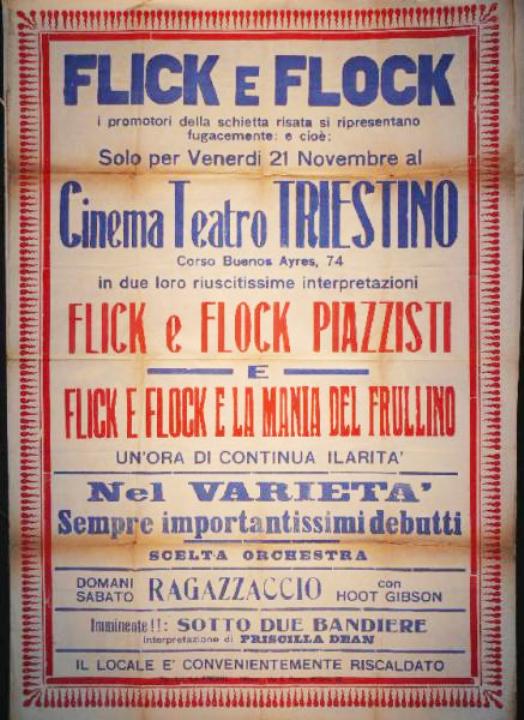 FLICK E FLOCK
i promotori della schietta risata si ripresentano
fugacemente: e cioè:
Solo per Venerdi 21 Novembre al
Cinema Teatro TRIESTINO
Corso Buenos Ayres, 74
in due loro riuscitissime interpretazioni
FLICK e FLOCK PIAZZISTI
E
FLICK E FLOCK E LA MANIA DEL FRULLINO
UN'ORA DI CONTINUA ILARITA'
Nel VARIETA'
Sempre importantissimi debutti
SCELTA ORCHESTRA
DOMANI SABATO RAGAZZACCIO con HOOT GIBSON
Imminente!!: SOTTO DUE BANDIERE
interpretazione di PRISCILLA DEAN
IL LOCALE E' CONVENIENTEMENTE RISCALDATO